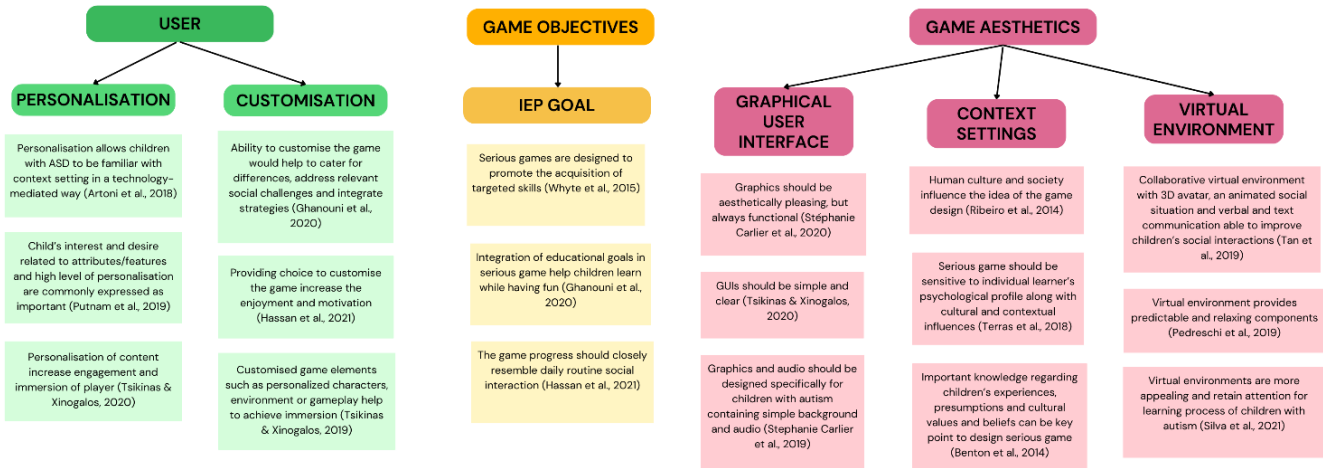 USER
PERSONALISATION
Personalisation allows children
with ASD to be familiar with
context setting in a technology-
mediated way (Artoni et al., 2018)
Child's interest and desire
related to attributes/features
and high level of personalisation
are commonly expressed as
important (Putnam et al., 2019)
Personalisation of content
increase engagement and
immersion of player (Tsikinas &
Xinogalos, 2020)
CUSTOMISATION
Ability to customise the game
would help to cater for
differences, address relevant
social challenges and integrate
strategies (Ghanouni et al.,
2020)
Providing choice to customise
the game increase the
enjoyment and motivation
(Hassan et al., 2021)
Customised game elements
such as personalized characters,
environment or gameplay help
to achieve immersion (Tsikinas
& Xinogalos, 2019)
GAME OBJECTIVES
IEP GOAL
Serious games are designed to
promote the acquisition of
targeted skills (Whyte et al., 2015)
Integration of educational goals in
serious game help children learn
while having fun (Ghanouni et al.,
2020)
The game progress should closely
resemble daily routine social
interaction (Hassan et al., 2021)
GAME AESTHETICS
GRAPHICAL
USER
INTERFACE
Graphics should be
aesthetically pleasing, but
always functional (Stéphanie
Carlier et al., 2020)
GUIs should be simple and
clear (Tsikinas & Xinogalos,
2020)
Graphics and audio should be
designed specifically for
children with autism
containing simple background
and audio (Stephanie Carlier
et al., 2019)
CONTEXT
SETTINGS
Human culture and society
influence the idea of the game
design (Ribeiro et al., 2014)
Serious game should be
sensitive to individual learner's
psychological profile along with
cultural and contextual
influences (Terras et al., 2018)
Important knowledge regarding
children's experiences,
presumptions and cultural
values and beliefs can be key
point to design serious game
(Benton et al., 2014)
VIRTUAL
ENVIRONMENT
Collaborative virtual environment
with 3D avatar, an animated social
situation and verbal and text
communication able to improve
children's social interactions (Tan et
al., 2019)
Virtual environment provides
predictable and relaxing components
(Pedreschi et al., 2019)
Virtual environments are more
appealing and retain attention for
learning process of children with
autism (Silva et al., 2021)